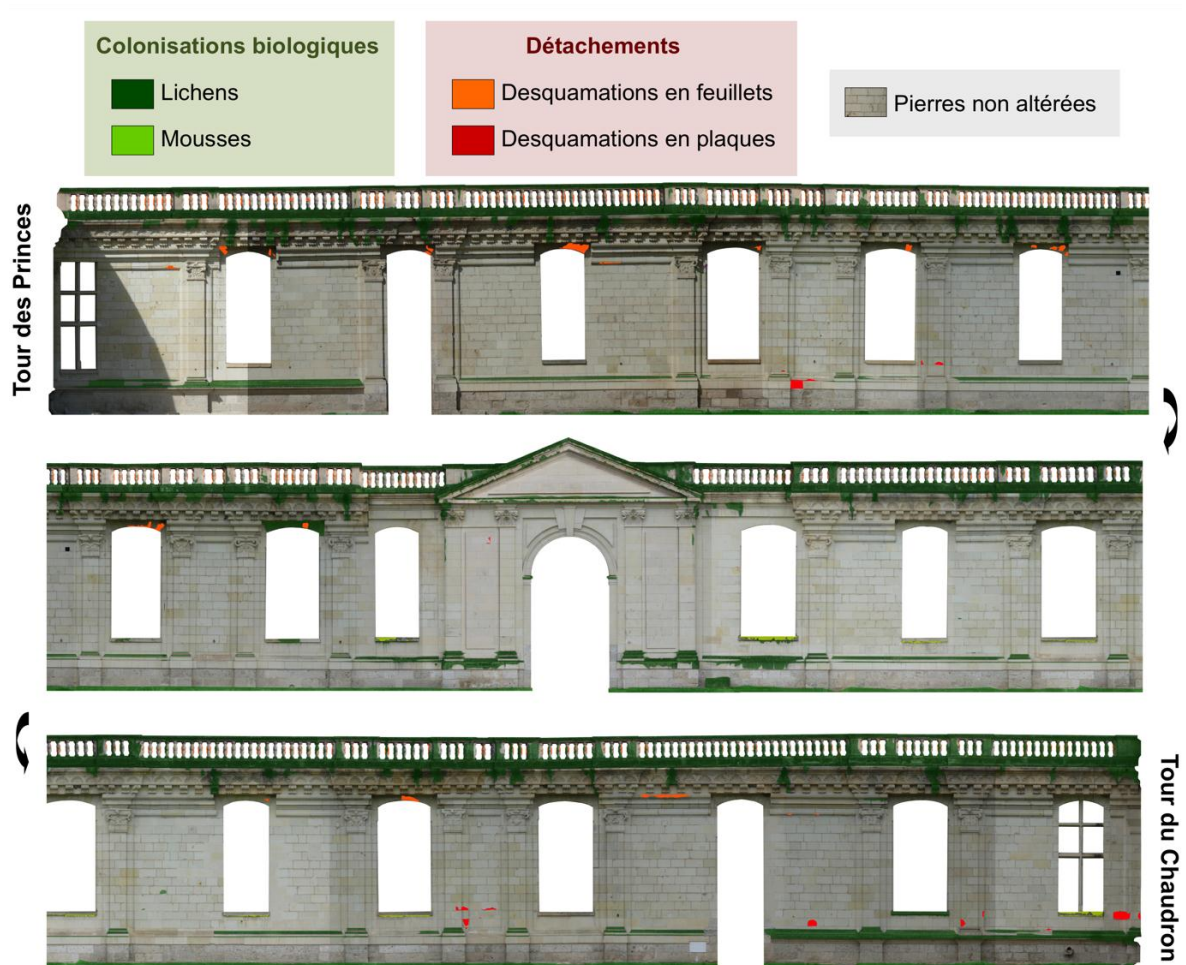 Colonisations biologiques
Lichens
Mousses
Détachements
Desquamations en feuillets
Desquamations en plaques
Pierres non altérées
Tour des Princes
Tour du Chaudron